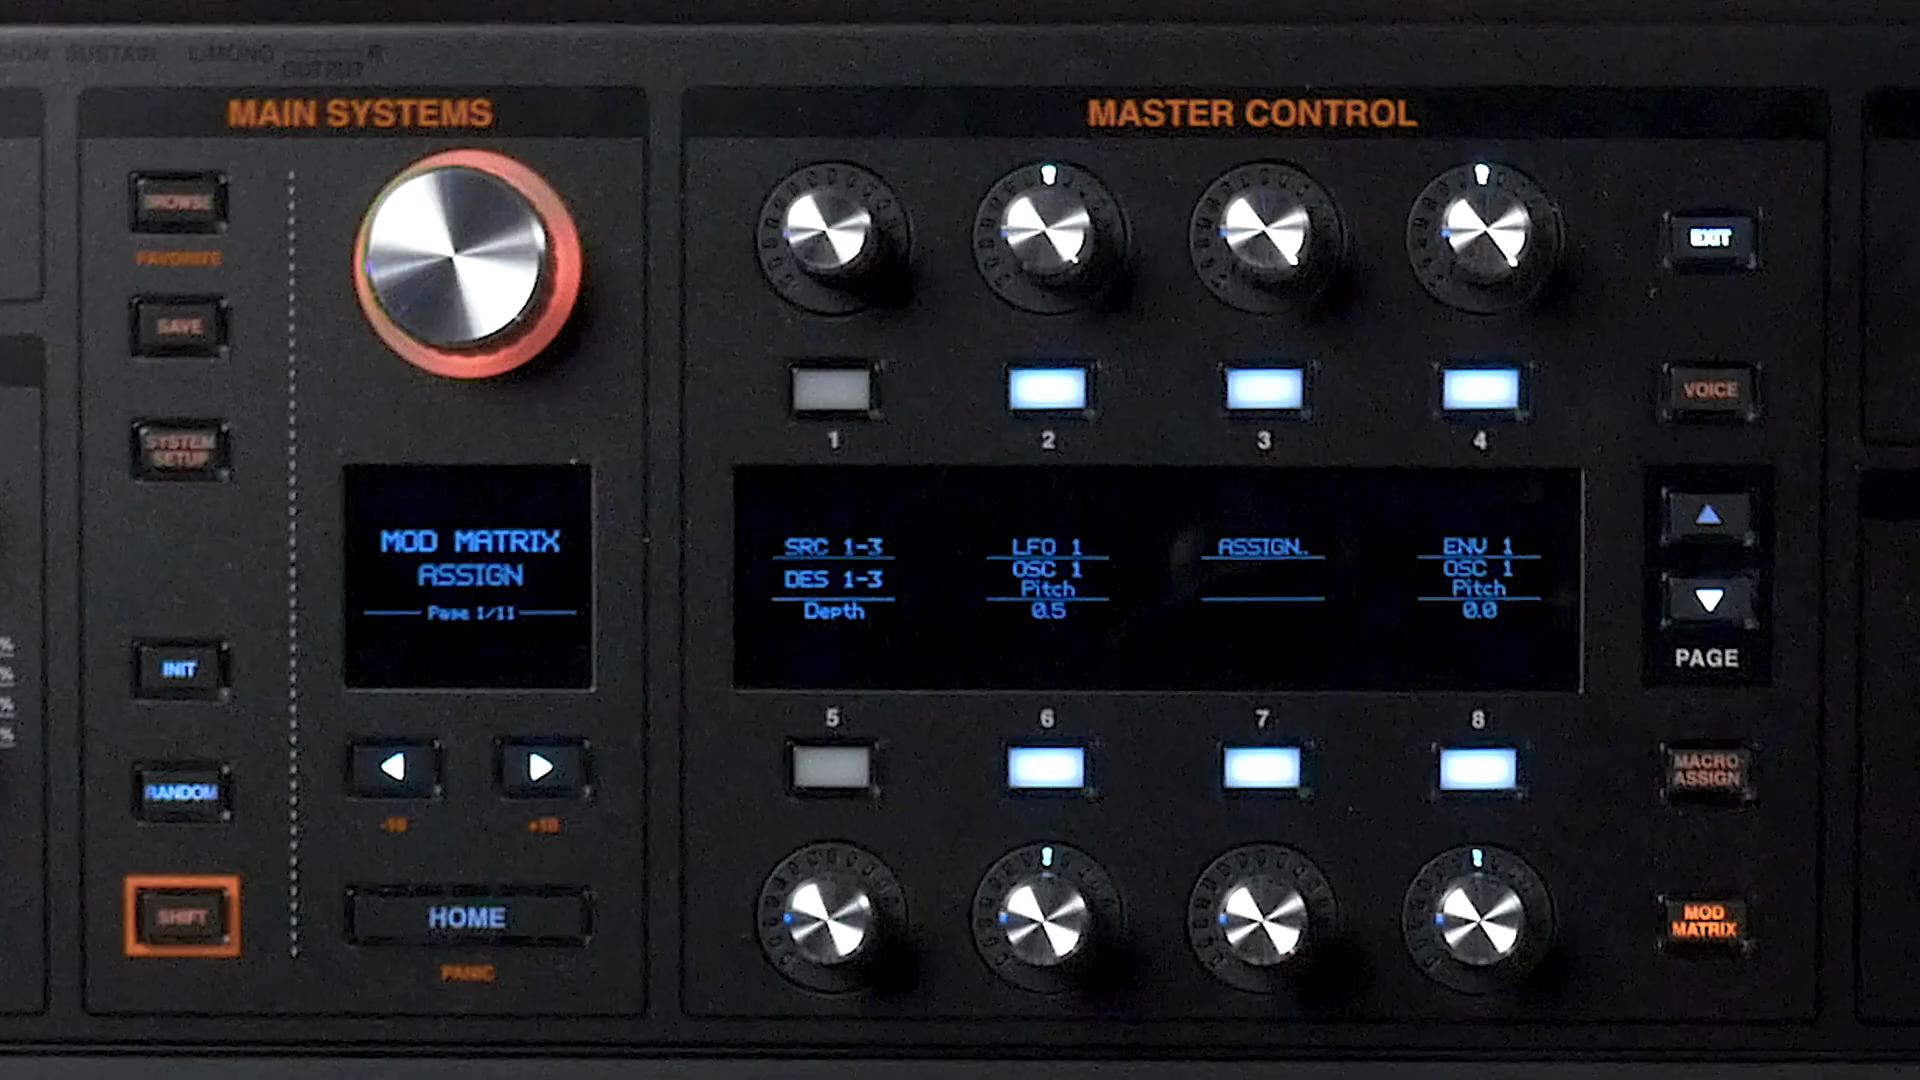 SUSTAIN L/MONO R
OUTPUT
MAIN SYSTEMS
BROWSE
FAVORITE
SAVE
SYSTEM
SETUP
MOD MATRIX
ASSIGN
Page 1/11
INIT
RANDOM
-10
+10
SHIFT
HOME
PANIC
MASTER CONTROL
EXIT
VOICE
1 2 3 4
SRC 1-3 LFO 1 ASSIGN.. ENV 1
DES 1-3 OSC 1 OSC 1
Pitch Pitch
Depth 0.5 0.0
PAGE
5 6 7 8
MACRO
ASSIGN
MOD
MATRIX
%
%
%
%